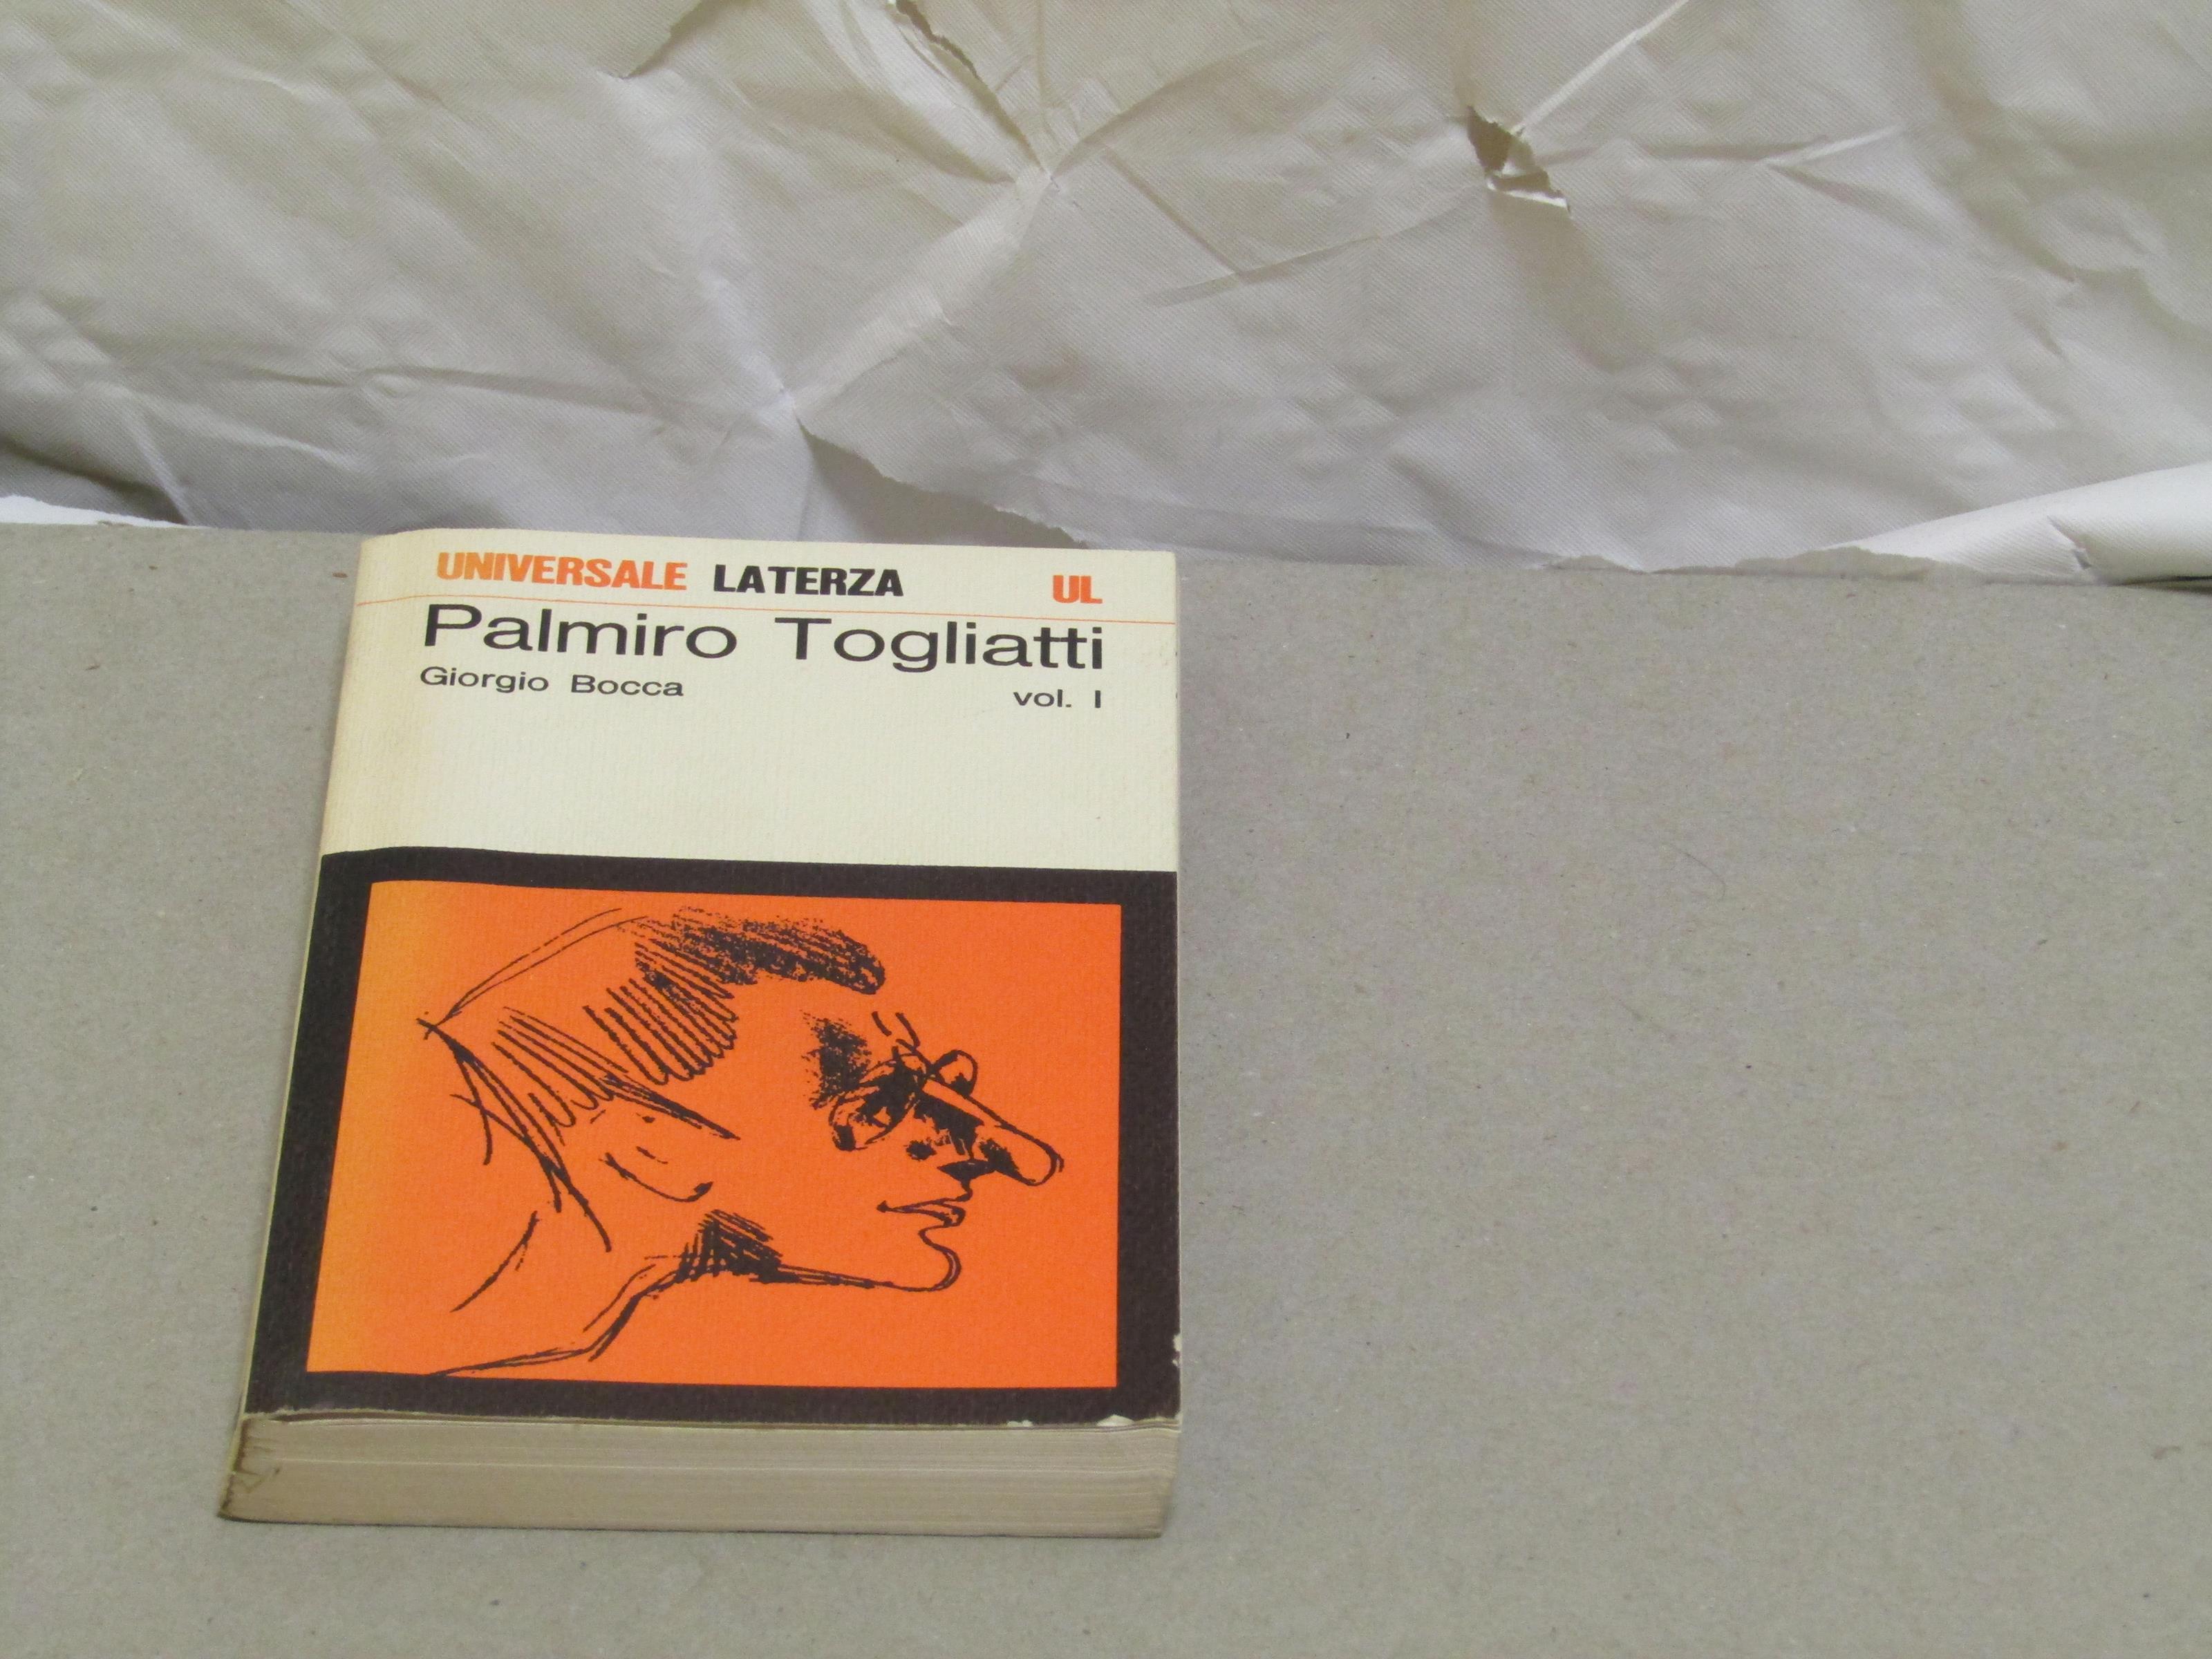 UNIVERSALE LATERZA UL
Palmiro Togliatti
Giorgio Bocca vol. I